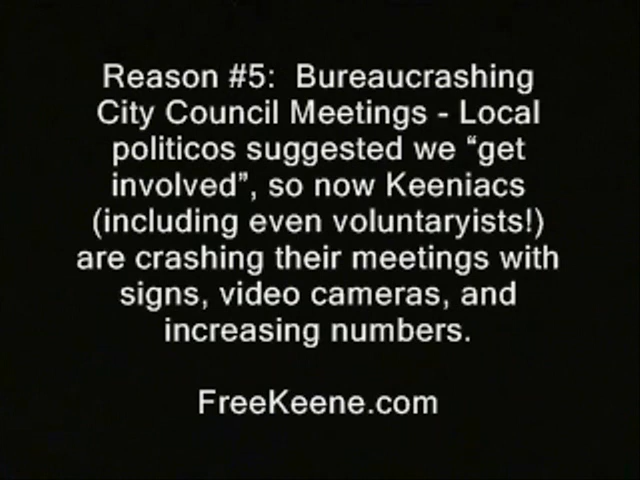 Reason #5:  Bureaucrashing
City Council Meetings - Local
politicos suggested we “get
involved”, so now Keeniacs
(including even voluntaryists!)
are crashing their meetings with
signs, video cameras, and
increasing numbers.
FreeKeene.com